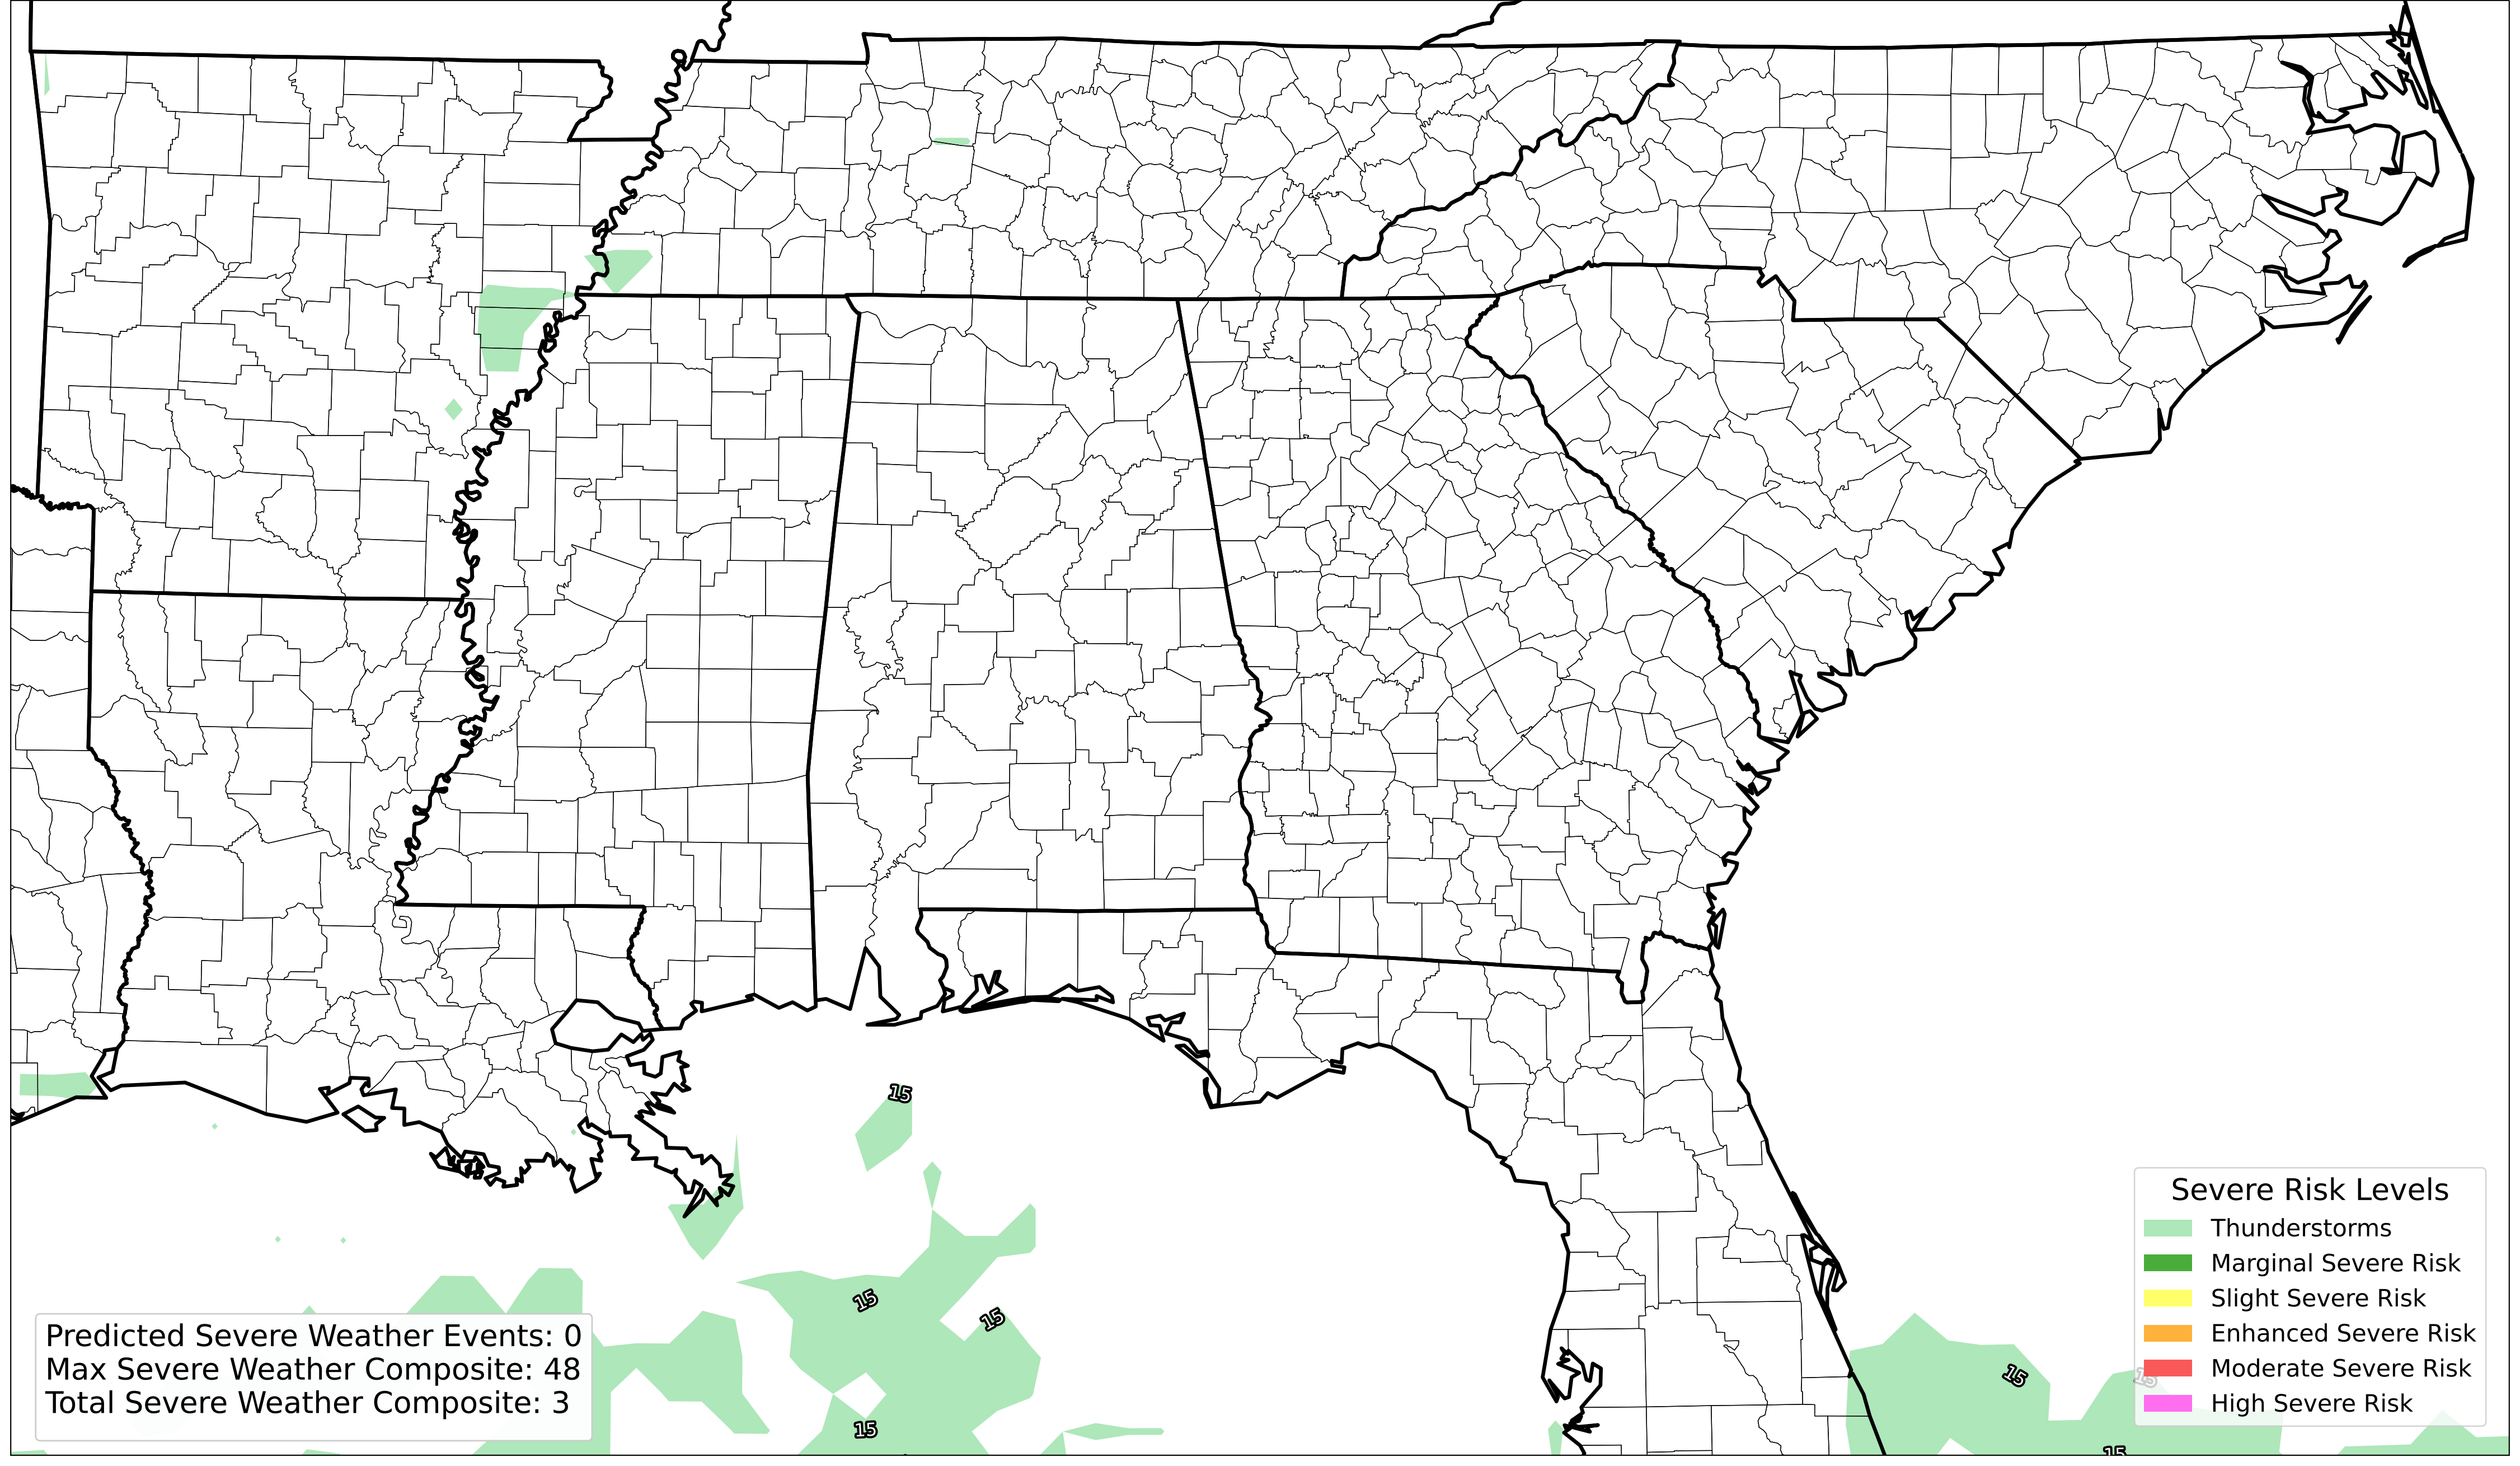 15
15
15
15
15
15
15
Severe Risk Levels
Thunderstorms
Marginal Severe Risk
Slight Severe Risk
Enhanced Severe Risk
Moderate Severe Risk
High Severe Risk
Predicted Severe Weather Events: 0
Max Severe Weather Composite: 48
Total Severe Weather Composite: 3